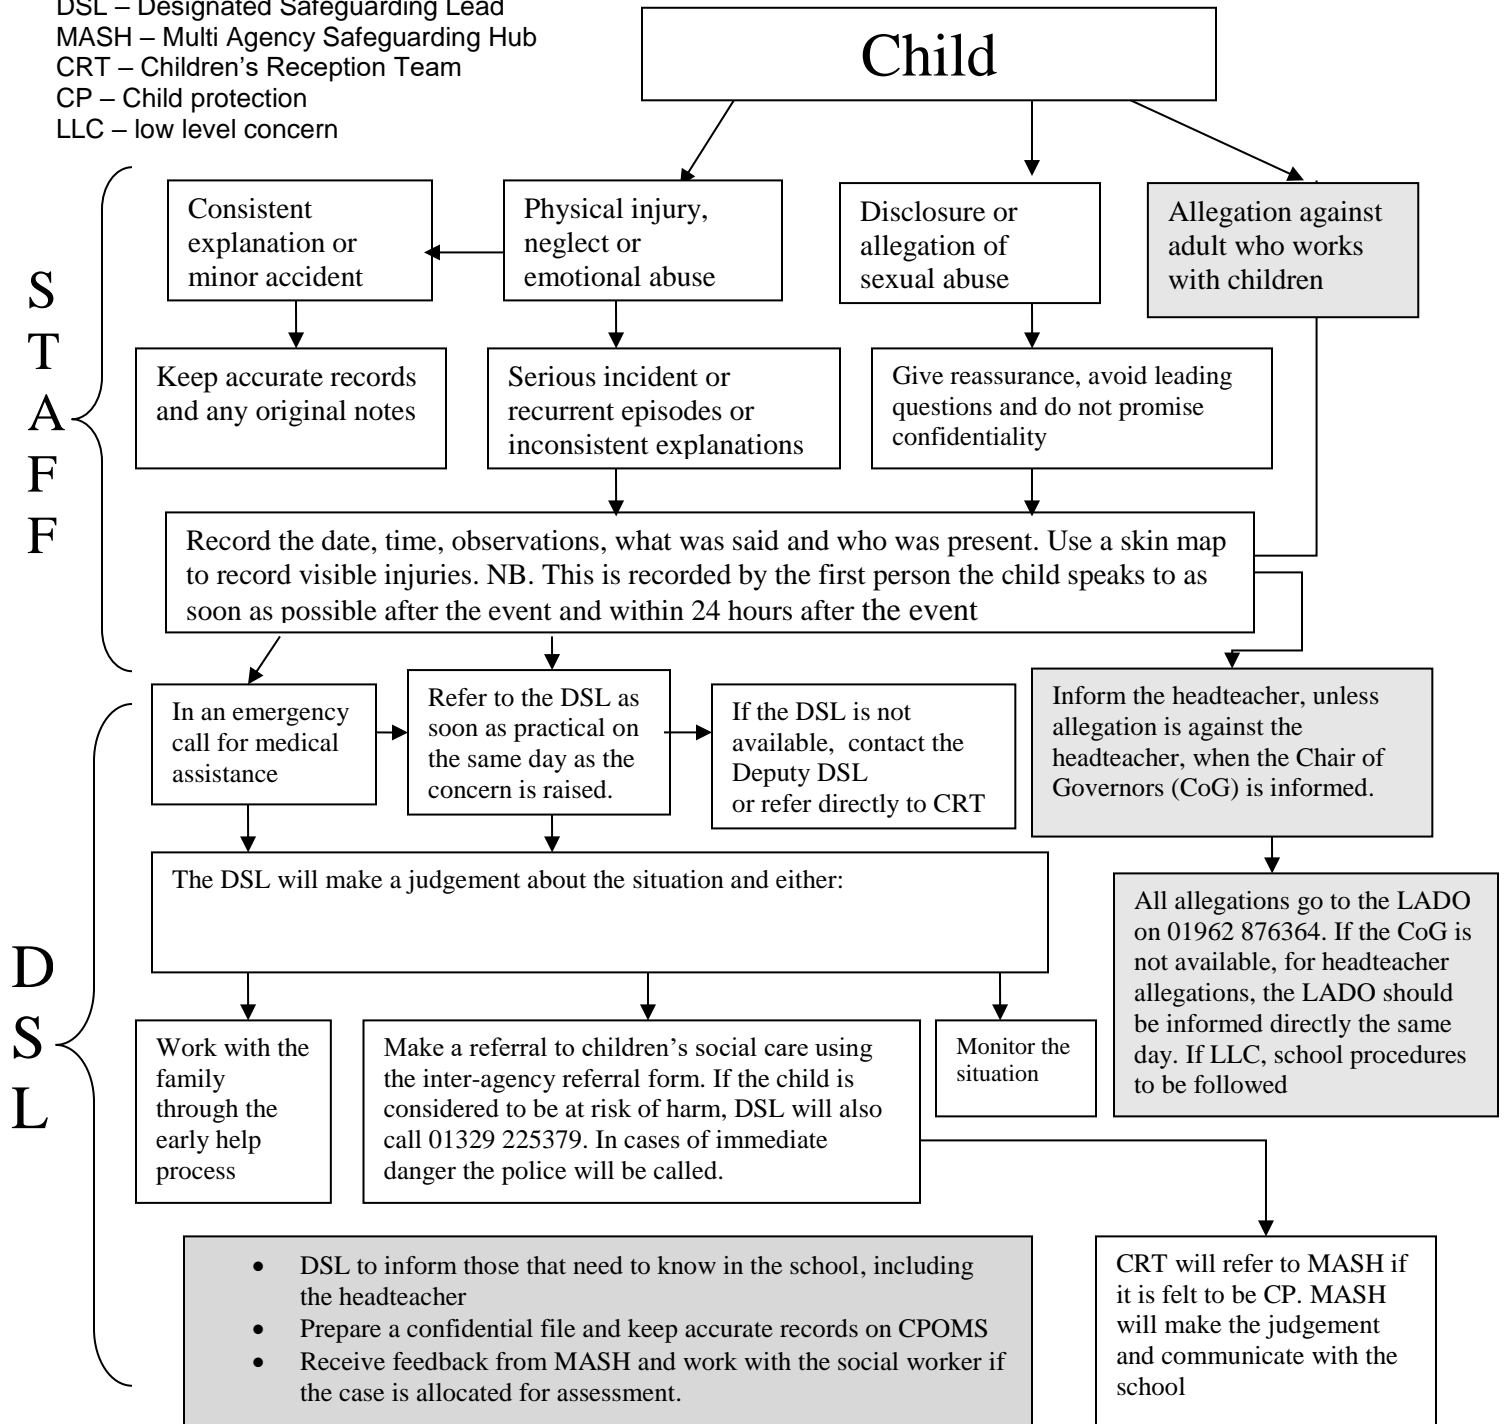 DSL – Designated Safeguarding Lead
MASH – Multi Agency Safeguarding Hub
CRT – Children's Reception Team
CP – Child protection
LLC – low level concern
Child
S
T
A
F
F
Consistent
explanation or
minor accident
Physical injury,
neglect or
emotional abuse
Disclosure or
allegation of
sexual abuse
Allegation against
adult who works
with children
Keep accurate records
and any original notes
Serious incident or
recurrent episodes or
inconsistent explanations
Give reassurance, avoid leading
questions and do not promise
confidentiality
Record the date, time, observations, what was said and who was present. Use a skin map
to record visible injuries. NB. This is recorded by the first person the child speaks to as
soon as possible after the event and within 24 hours after the event
D
S
L
In an emergency
call for medical
assistance
Refer to the DSL as
soon as practical on
the same day as the
concern is raised.
If the DSL is not
available,  contact the
Deputy DSL
or refer directly to CRT
Inform the headteacher, unless
allegation is against the
headteacher, when the Chair of
Governors (CoG) is informed.
The DSL will make a judgement about the situation and either:
All allegations go to the LADO
on 01962 876364. If the CoG is
not available, for headteacher
allegations, the LADO should
be informed directly the same
day. If LLC, school procedures
to be followed
Work with the
family
through the
early help
process
Make a referral to children's social care using
the inter-agency referral form. If the child is
considered to be at risk of harm, DSL will also
call 01329 225379. In cases of immediate
danger the police will be called.
Monitor the
situation
• DSL to inform those that need to know in the school, including
the headteacher
• Prepare a confidential file and keep accurate records on CPOMS
• Receive feedback from MASH and work with the social worker if
the case is allocated for assessment.
CRT will refer to MASH if
it is felt to be CP. MASH
will make the judgement
and communicate with the
school